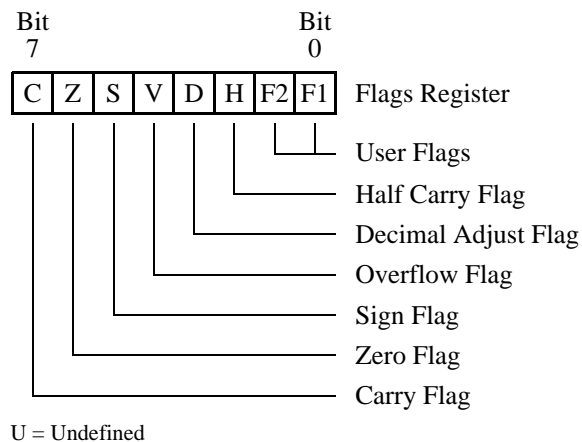 Bit Bit
7 0
C Z S V D H F2 F1 Flags Register
User Flags
Half Carry Flag
Decimal Adjust Flag
Overflow Flag
Sign Flag
Zero Flag
Carry Flag
U = Undefined